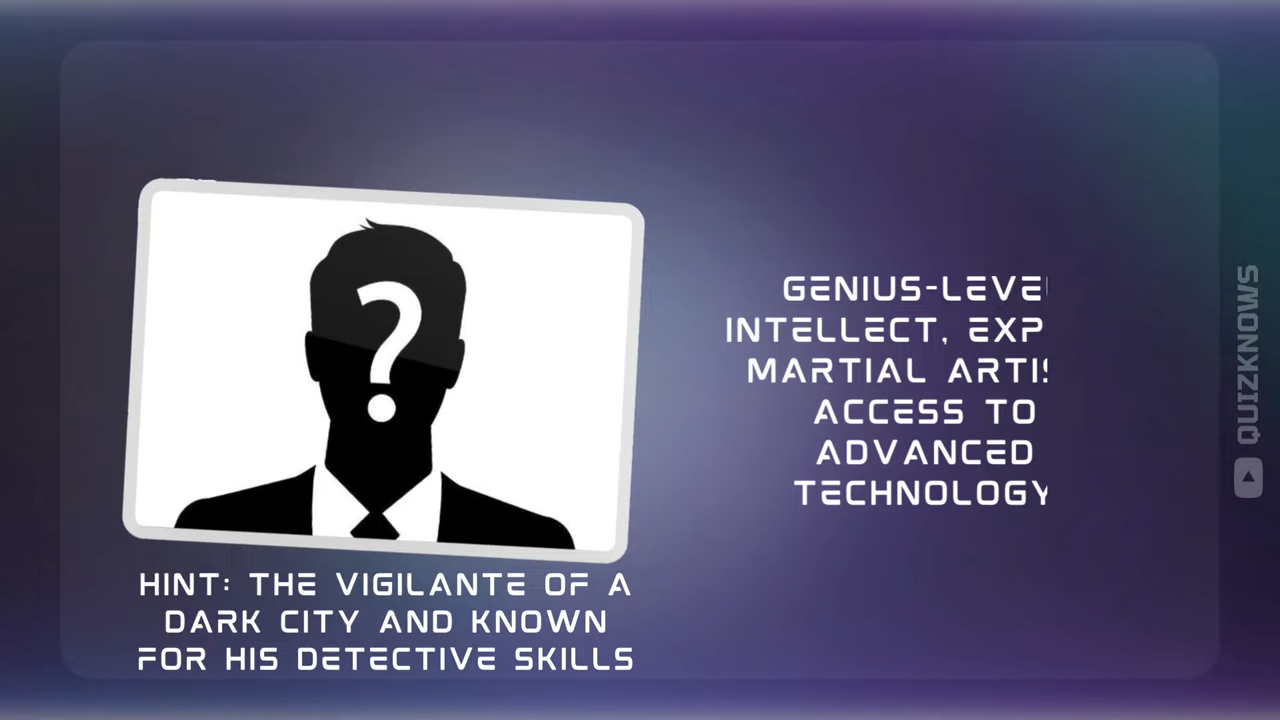 GENIUS-LEVE
INTELLECT, EXP
MARTIAL ARTI
ACCESS TO
ADVANCED
TECHNOLOGY
?
HINT: THE VIGILANTE OF A
DARK CITY AND KNOWN
FOR HIS DETECTIVE SKILLS
QUIZKNOWS